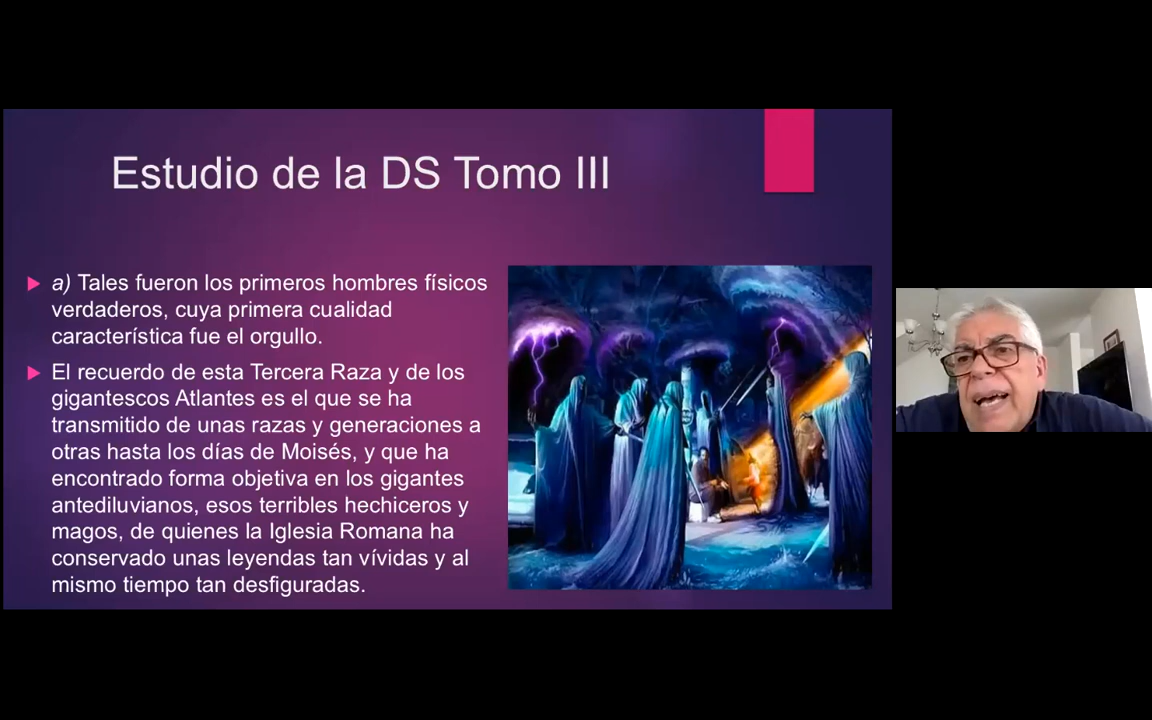 Estudio de la DS Tomo III
a) Tales fueron los primeros hombres físicos
verdaderos, cuya primera cualidad
característica fue el orgullo.
El recuerdo de esta Tercera Raza y de los
gigantescos Atlantes es el que se ha
transmitido de unas razas y generaciones a
otras hasta los días de Moisés, y que ha
encontrado forma objetiva en los gigantes
antediluvianos, esos terribles hechiceros y
magos, de quienes la Iglesia Romana ha
conservado unas leyendas tan vívidas y al
mismo tiempo tan desfiguradas.